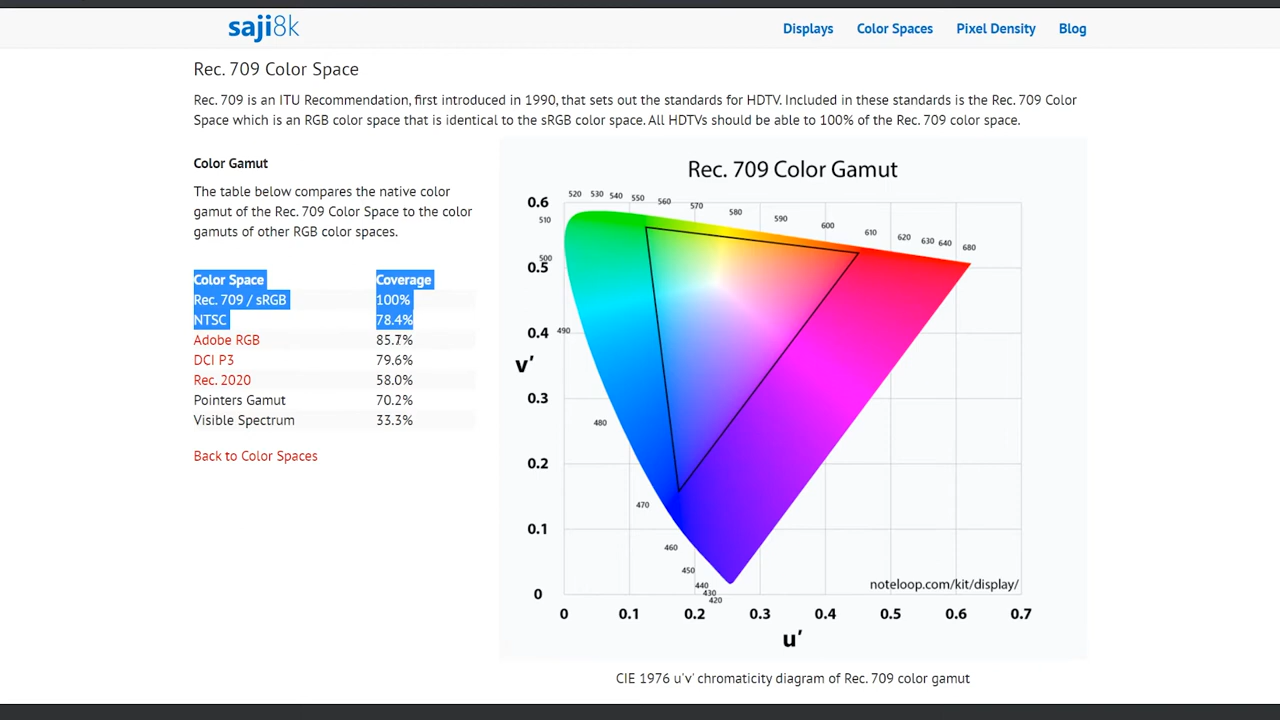 saji8k
Displays
Color Spaces
Pixel Density
Blog
Rec. 709 Color Space
Rec. 709 is an ITU Recommendation, first introduced in 1990, that sets out the standards for HDTV. Included in these standards is the Rec. 709 Color
Space which is an RGB color space that is identical to the sRGB color space. All HDTVs should be able to 100% of the Rec. 709 color space.
Color Gamut
The table below compares the native color
gamut of the Rec. 709 Color Space to the color
gamuts of other RGB color spaces.
Color Space Coverage
Rec. 709 / sRGB 100%
NTSC 78.4%
Adobe RGB 85.7%
DCI P3 79.6%
Rec. 2020 58.0%
Pointers Gamut 70.2%
Visible Spectrum 33.3%
Back to Color Spaces
Rec. 709 Color Gamut
520 530 540 550 560 570 580 590 600 610 620 630 640 680
510
500
490
480
470
460
450
440
430
420
0.6
0.5
0.4
v′
0.3
0.2
0.1
0
noteloop.com/kit/display/
0 0.1 0.2 0.3 0.4 0.5 0.6 0.7
u′
CIE 1976 u'v' chromaticity diagram of Rec. 709 color gamut